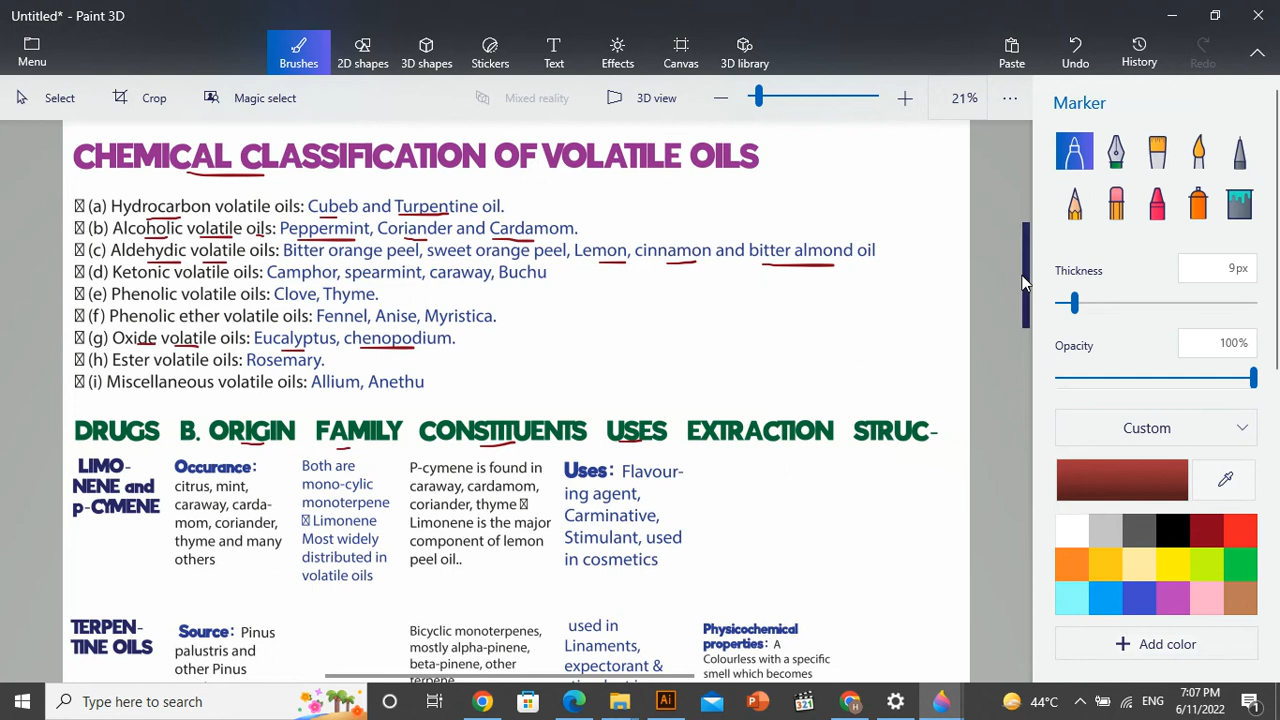 Untitled* - Paint 3D
Menu
Brushes
2D shapes
3D shapes
Stickers
Text
Effects
Canvas
3D library
Paste
Undo
History
Redo
Select
Crop
Magic select
Mixed reality
3D view
21%
CHEMICAL CLASSIFICATION OF VOLATILE OILS
(a) Hydrocarbon volatile oils: Cubeb and Turpentine oil.
(b) Alcoholic volatile oils: Peppermint, Coriander and Cardamom.
(c) Aldehydic volatile oils: Bitter orange peel, sweet orange peel, Lemon, cinnamon and bitter almond oil
(d) Ketonic volatile oils: Camphor, spearmint, caraway, Buchu
(e) Phenolic volatile oils: Clove, Thyme.
(f) Phenolic ether volatile oils: Fennel, Anise, Myristica.
(g) Oxide volatile oils: Eucalyptus, chenopodium.
(h) Ester volatile oils: Rosemary.
(i) Miscellaneous volatile oils: Allium, Anethu
DRUGS B. ORIGIN FAMILY CONSTITUENTS USES EXTRACTION STRUC-
LIMO-
NENE and
p-CYMENE
Occurance:
citrus, mint,
caraway, carda-
mom, coriander,
thyme and many
others
Both are
mono-cylic
monoterpene
Limonene
Most widely
distributed in
volatile oils
P-cymene is found in
caraway, cardamom,
coriander, thyme
Limonene is the major
component of lemon
peel oil..
Uses: Flavour-
ing agent,
Carminative,
Stimulant, used
in cosmetics
TERPEN-
TINE OILS
Source: Pinus
palustris and
other Pinus
Bicyclic monoterpenes,
mostly alpha-pinene,
beta-pinene, other
terpene
used in
Linaments,
expectorant &
Physicochemical
properties: A
Colourless with a specific
smell which becomes
Marker
Thickness
9px
Opacity
100%
Custom
Add color
Type here to search
44°C
ENG
7:07 PM
6/11/2022